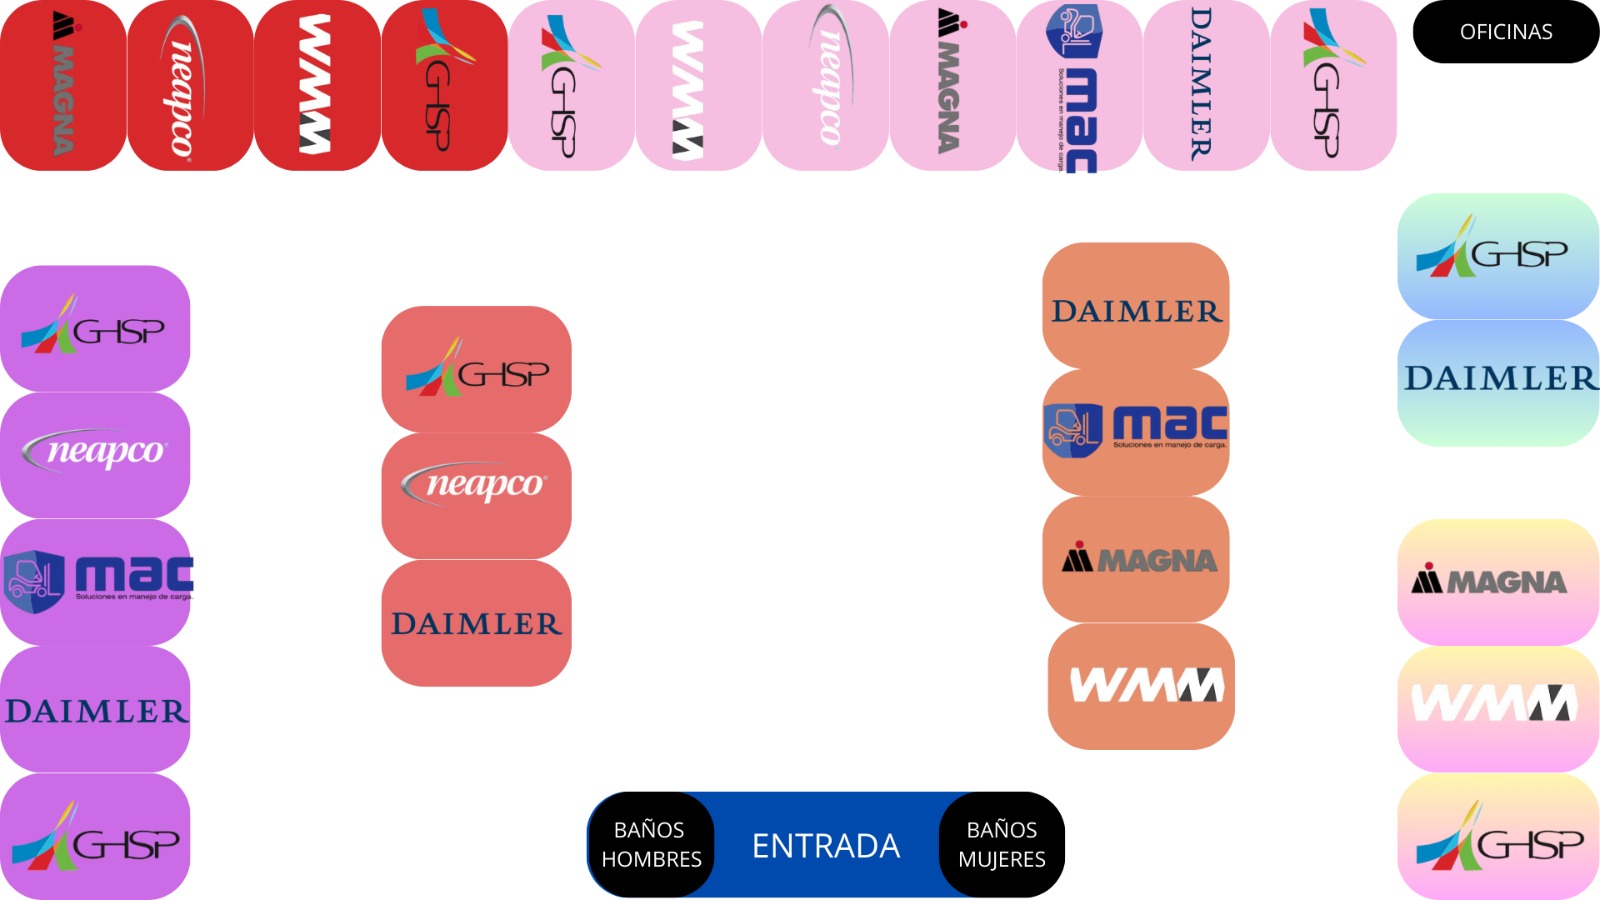 MAGNA
neapco
WMM
GHSP
GHSP
WMM
neapco
MAGNA
mac
Soluciones en manejo de carga.
DAIMLER
GHSP
OFICINAS
GHSP
neapco
mac
Soluciones en manejo de carga.
DAIMLER
GHSP
GHSP
neapco
DAIMLER
DAIMLER
mac
Soluciones en manejo de carga.
MAGNA
WMM
GHSP
DAIMLER
MAGNA
WMM
GHSP
BAÑOS
HOMBRES
ENTRADA
BAÑOS
MUJERES